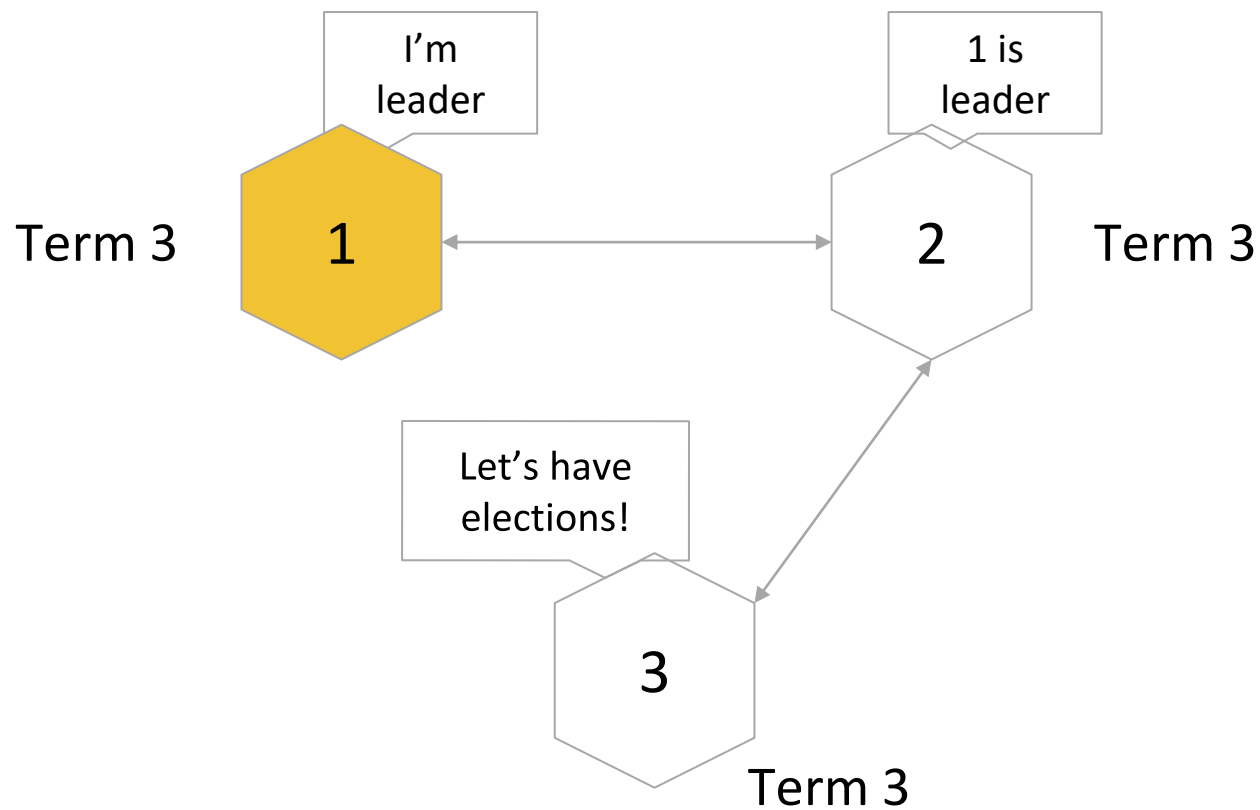 I’m
leader
1 is
leader
Term 3
1
2
Term 3
Let’s have
elections!
3
Term 3